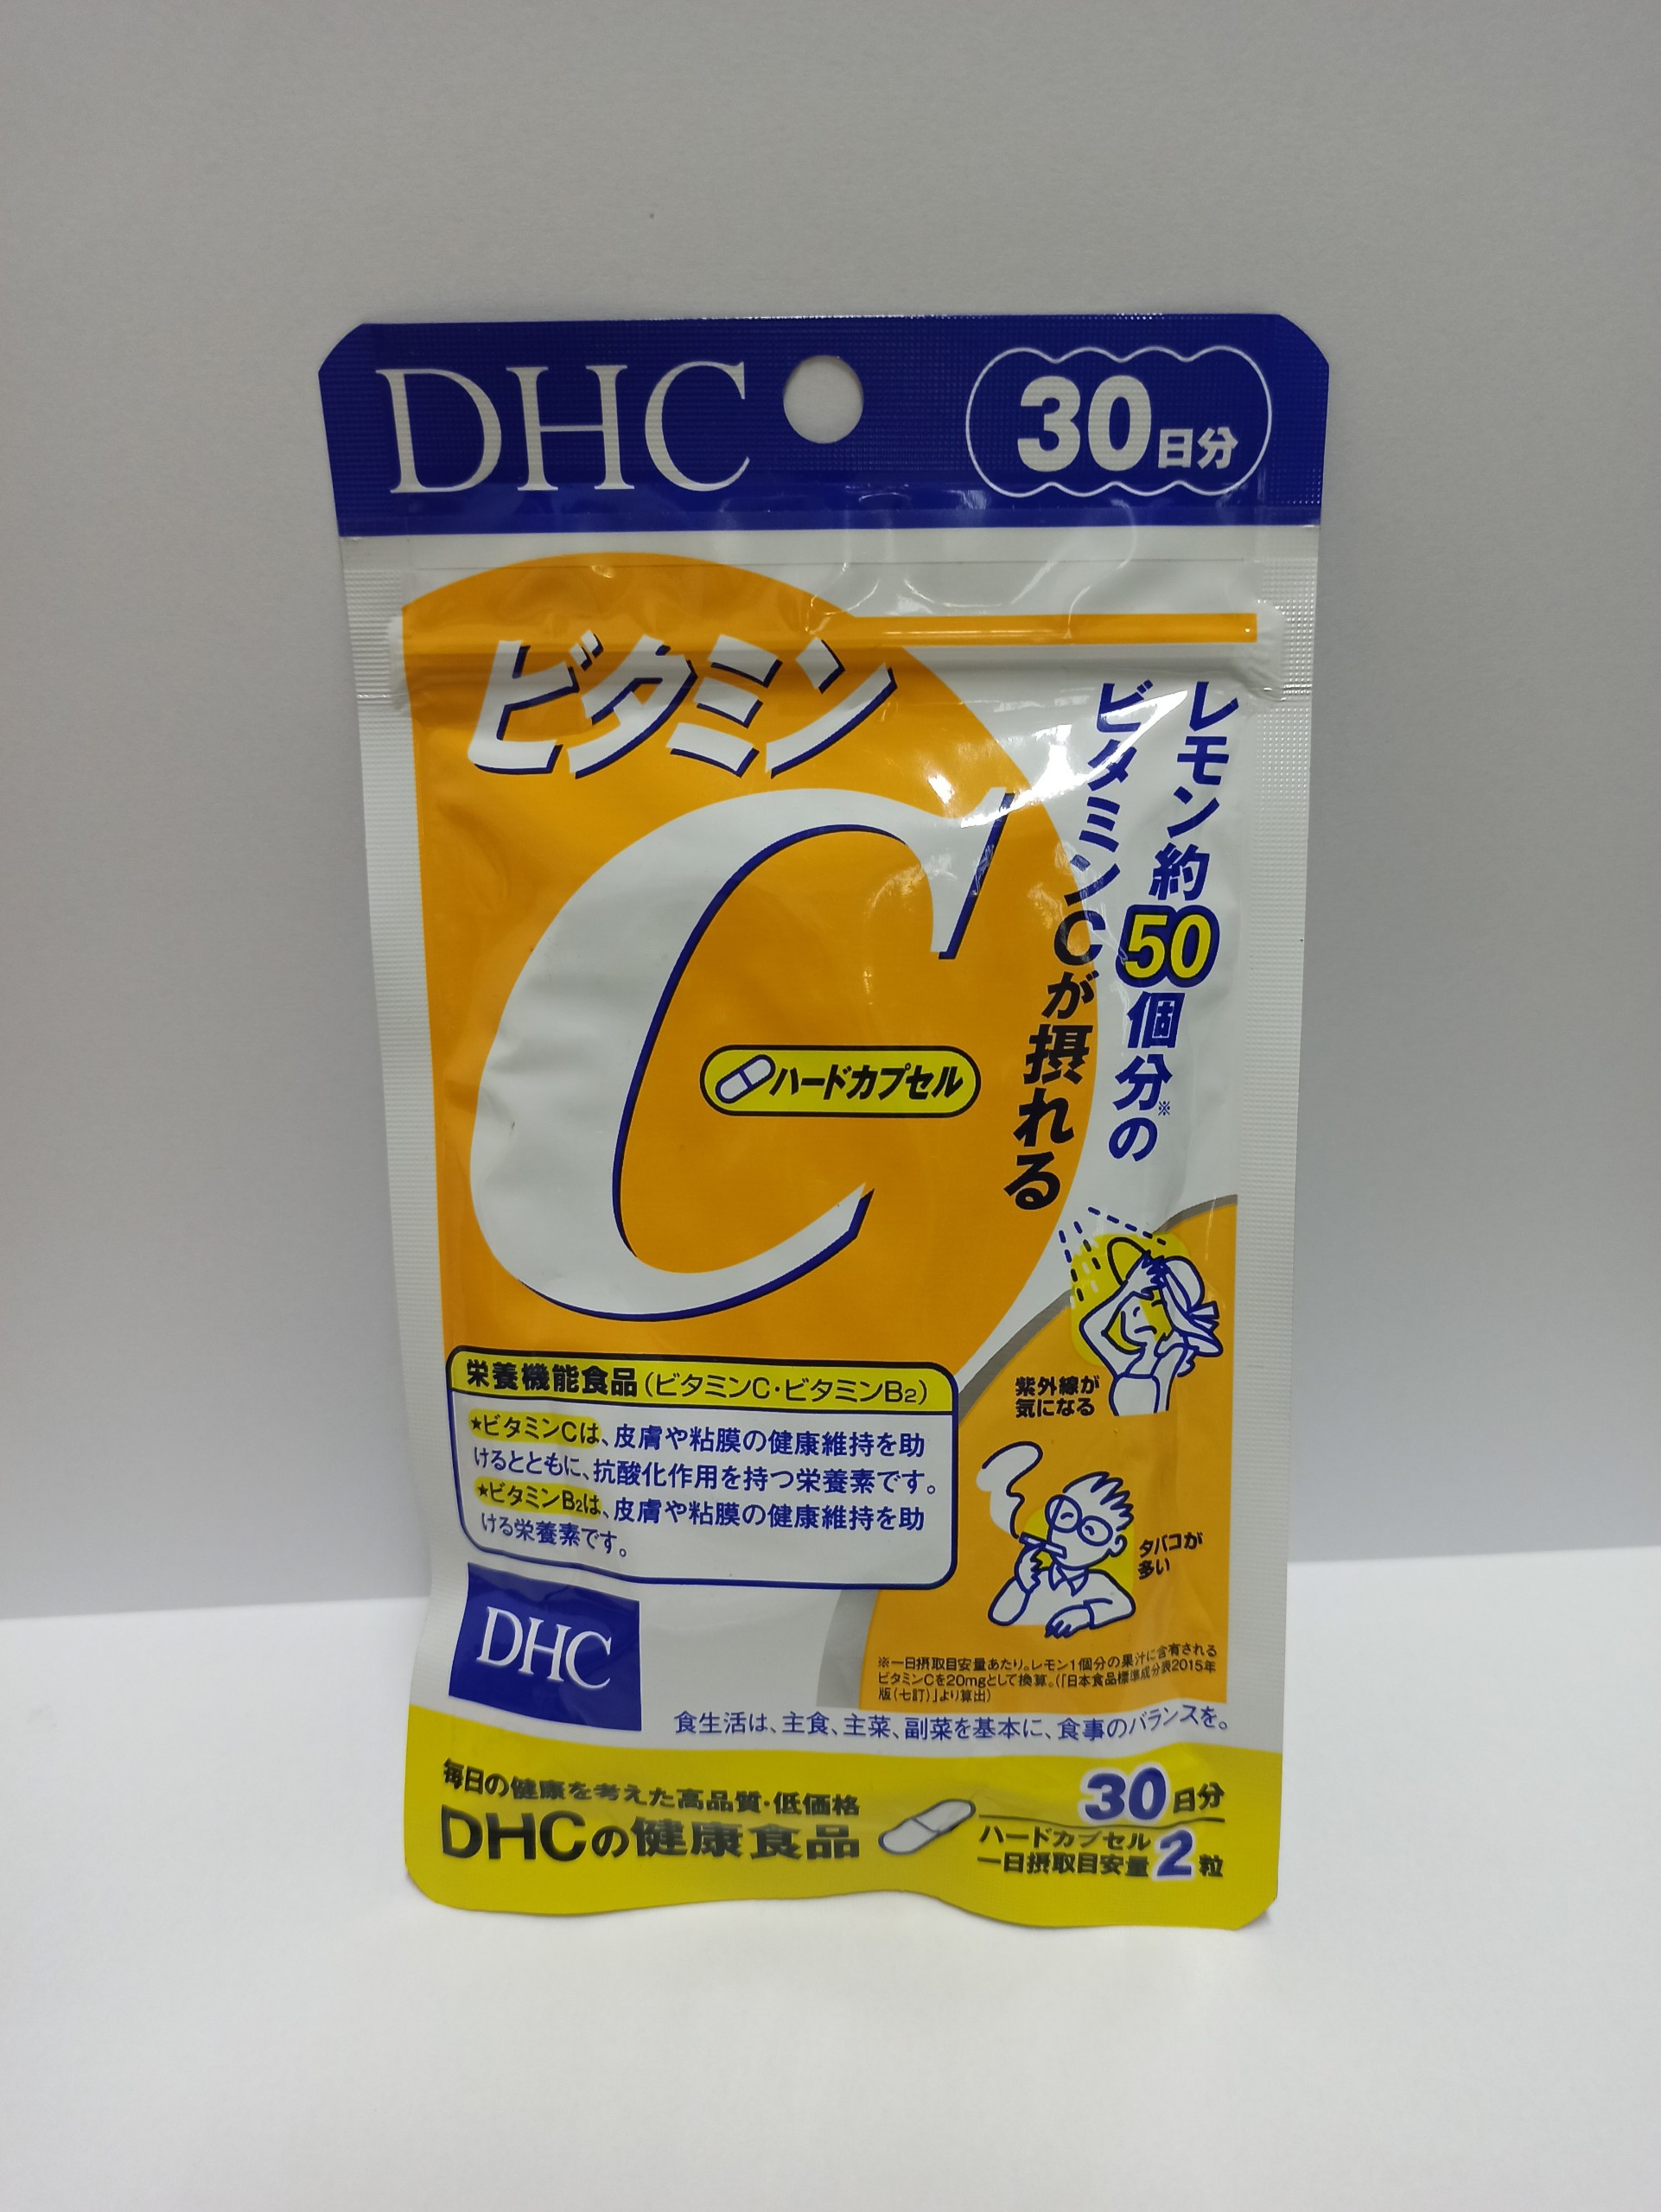 DHC
30日分
ビタミン
C
レモン約50個分※の
ビタミンCが摂れる
ハードカプセル
紫外線が
気になる
栄養機能食品(ビタミンC・ビタミンB2)
★ビタミンCは、皮膚や粘膜の健康維持を助
けるとともに、抗酸化作用を持つ栄養素です。
★ビタミンB2は、皮膚や粘膜の健康維持を助
ける栄養素です。
タバコが
多い
DHC
※一日摂取目安量あたり。レモン1個分の果汁に含有される
ビタミンCを20mgとして換算。(「日本食品標準成分表2015年
版(七訂)」より算出)
食生活は、主食、主菜、副菜を基本に、食事のバランスを。
毎日の健康を考えた高品質・低価格
DHCの健康食品
30日分
ハードカプセル
一日摂取目安量2粒